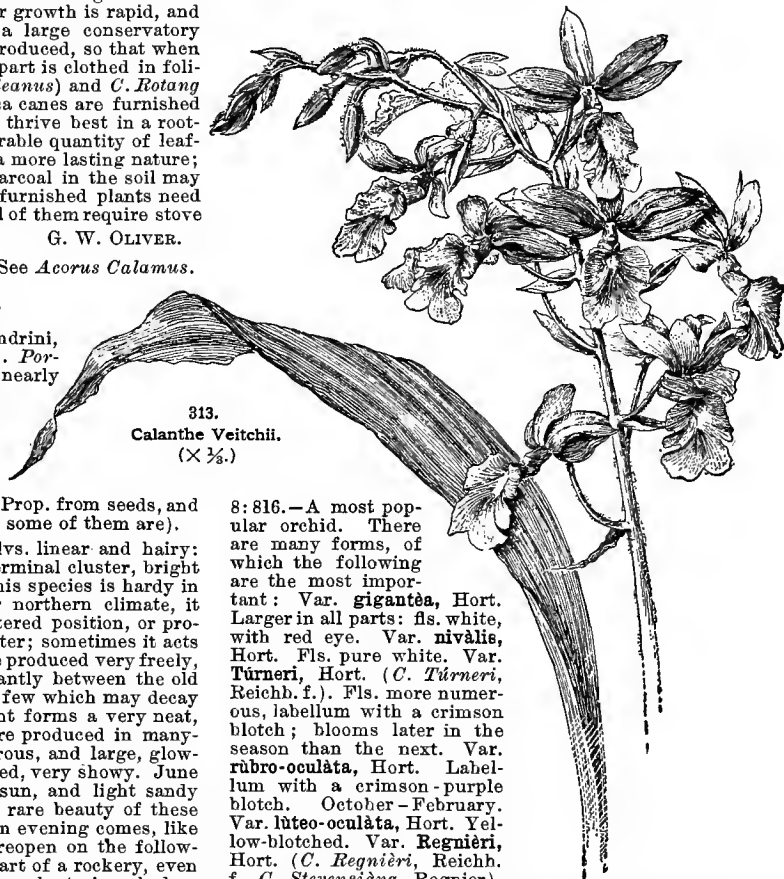 r growth is rapid, and
a large conservatory
roduced, so that when
part is clothed in foli-
eanus) and C. Rotang
ea canes are furnished
thrive best in a root-
rable quantity of leaf-
a more lasting nature;
arcoal in the soil may
furnished plants need
l of them require stove
G. W. OLIVER.
See Acorus Calamus.
ndrini,
. Por-
nearly
Prop. from seeds, and
some of them are).
lvs. linear and hairy:
erminal cluster, bright
his species is hardy in
r northern climate, it
tered position, or pro-
ter; sometimes it acts
e produced very freely,
antly between the old
few which may decay
nt forms a very neat,
re produced in many-
rous, and large, glow-
ed, very showy. June
sun, and light sandy
rare beauty of these
n evening comes, like
reopen on the follow-
art of a rockery, even
313.
Calanthe Veitchii.
(× ⅓.)
8:816.—A most pop-
ular orchid. There
are many forms, of
which the following
are the most impor-
tant: Var. gigantèa, Hort.
Larger in all parts: fls. white,
with red eye. Var. nivàlis,
Hort. Fls. pure white. Var.
Túrneri, Hort. (C. Túrneri,
Reichb. f.). Fls. more numer-
ous, labellum with a crimson
blotch; blooms later in the
season than the next. Var.
rùbro-oculàta, Hort. Label-
lum with a crimson-purple
blotch. October–February.
Var. lùteo-oculàta, Hort. Yel-
low-blotched. Var. Regnièri,
Hort. (C. Regnièri, Reichh.
f., C. Stevensiàna, Regnier).